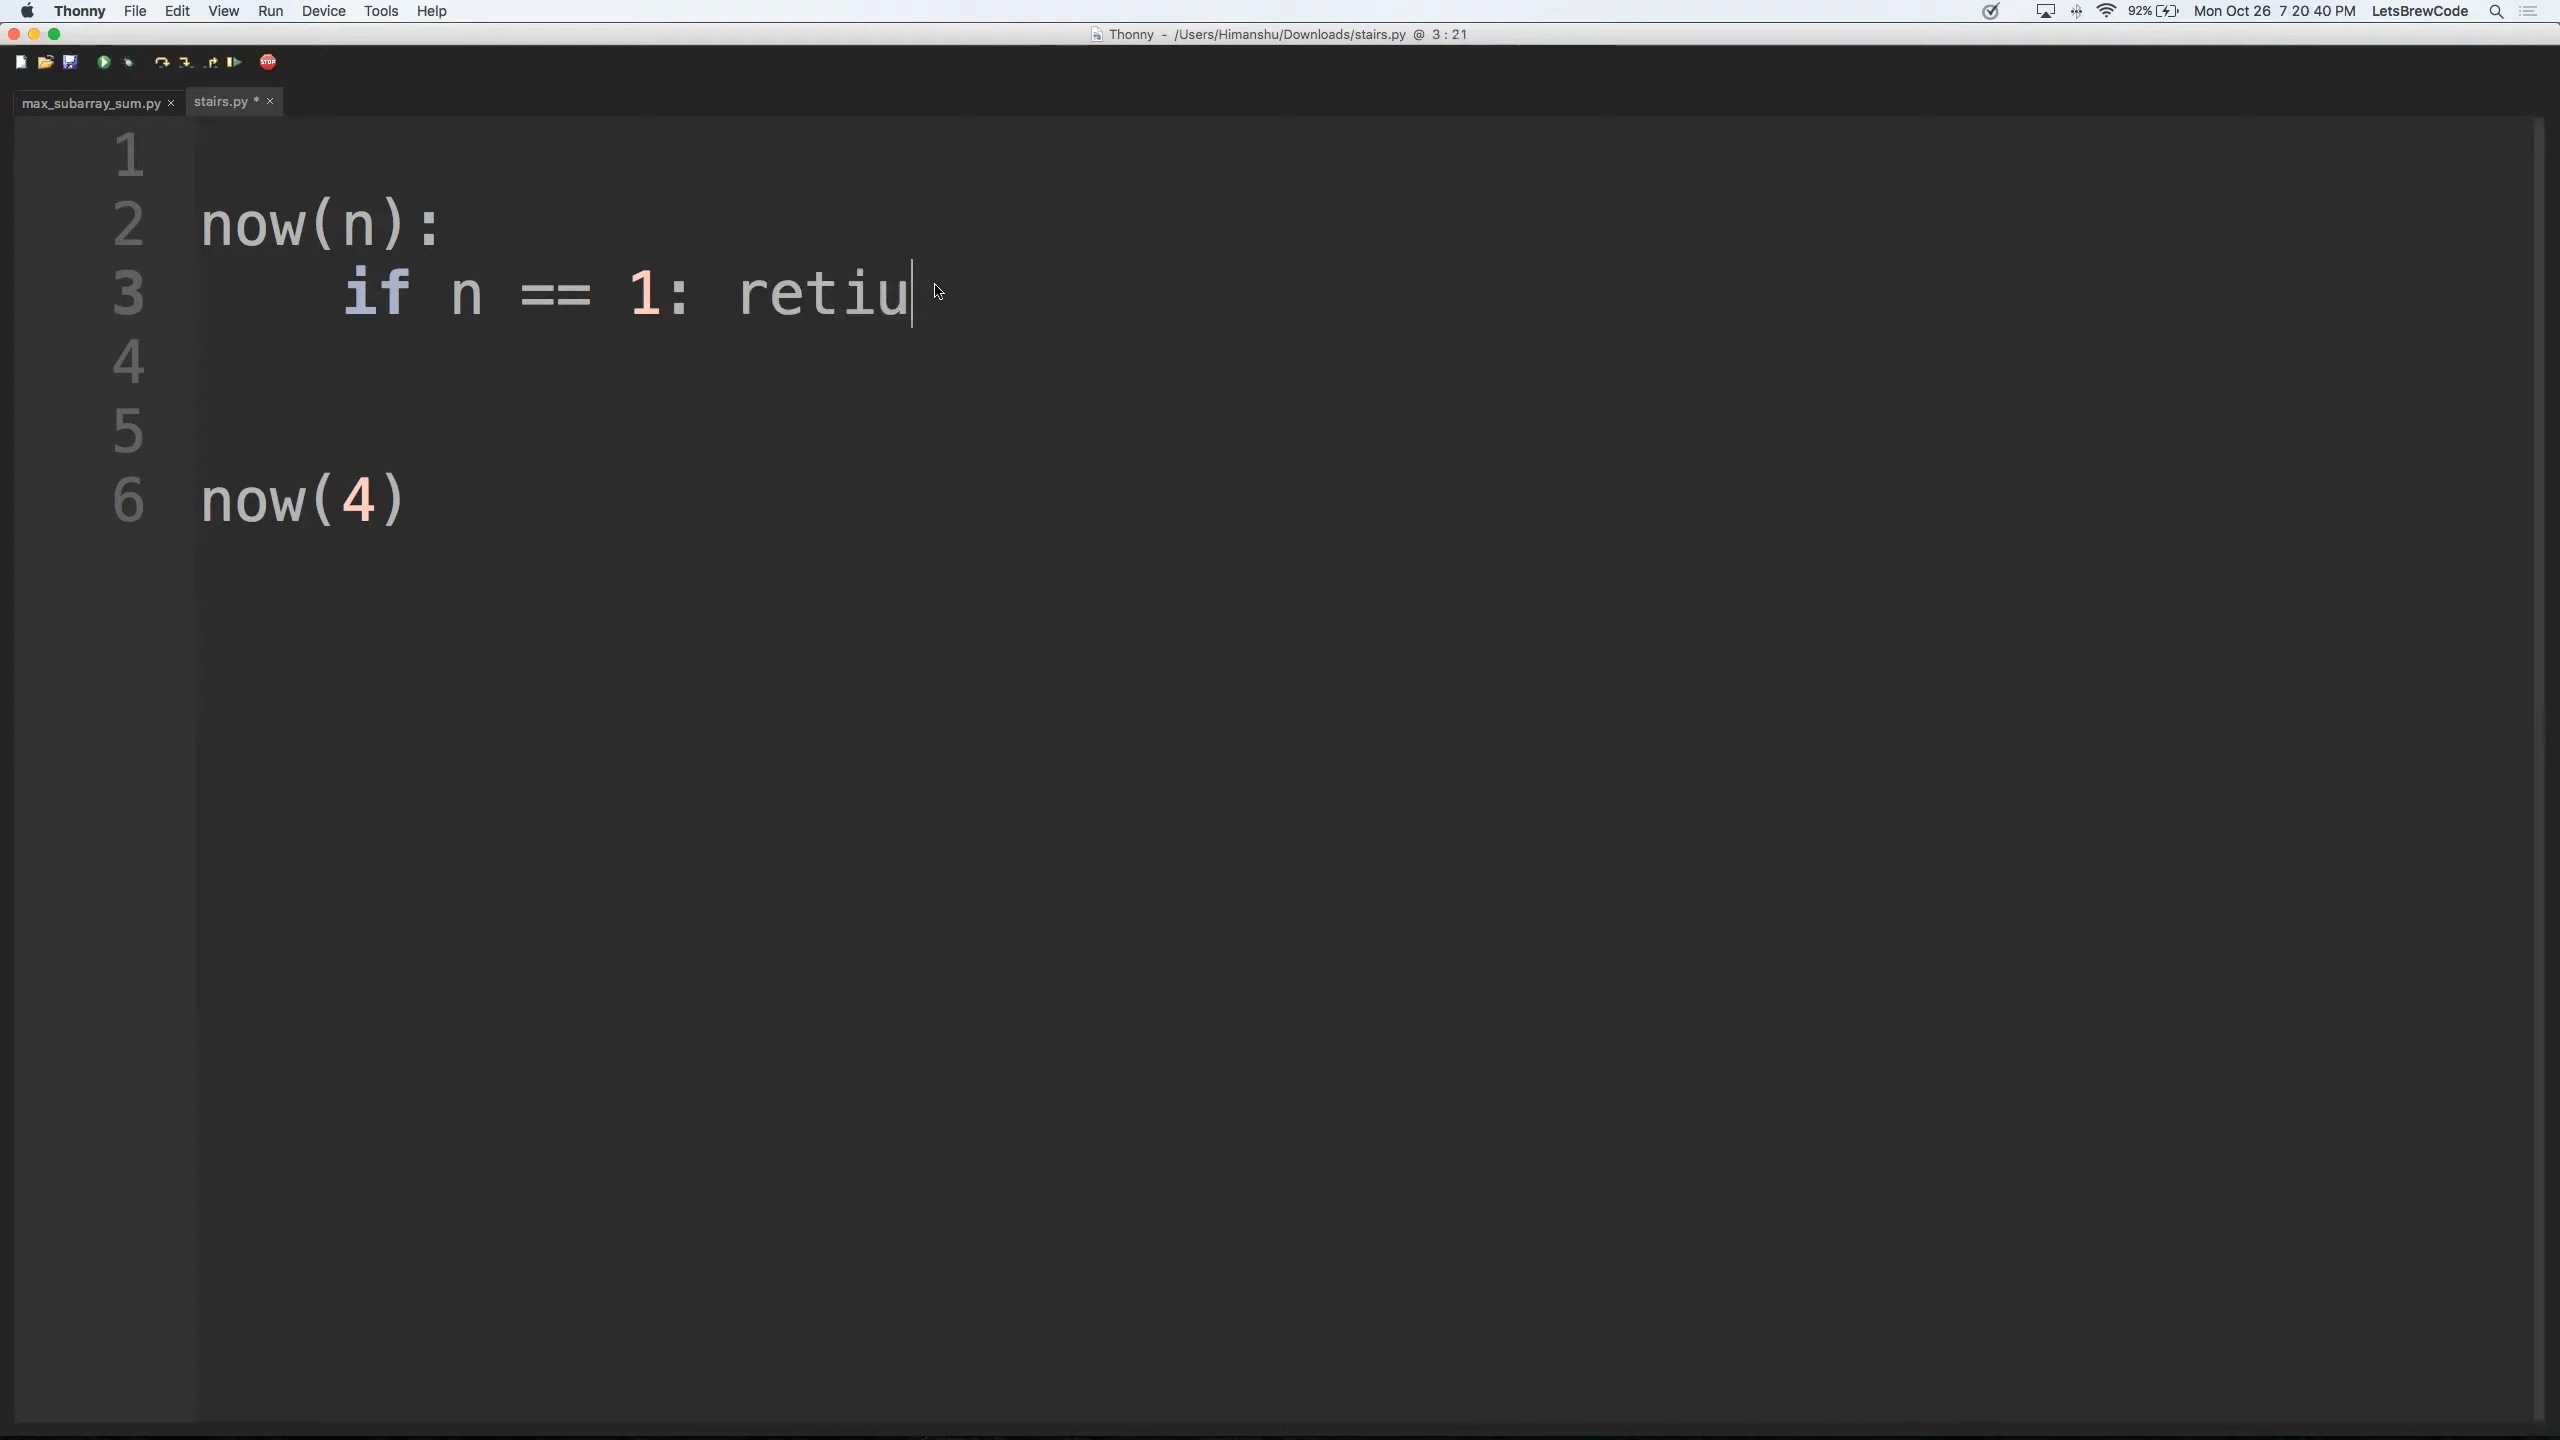 Thonny File Edit View Run Device Tools Help 92% Mon Oct 26 7 20 40 PM LetsBrewCode
Thonny - /Users/Himanshu/Downloads/stairs.py @ 3 : 21
STOP
max_subarray_sum.py × stairs.py * ×
1
2 now(n):
3 if n == 1: retiu
4
5
6 now(4)